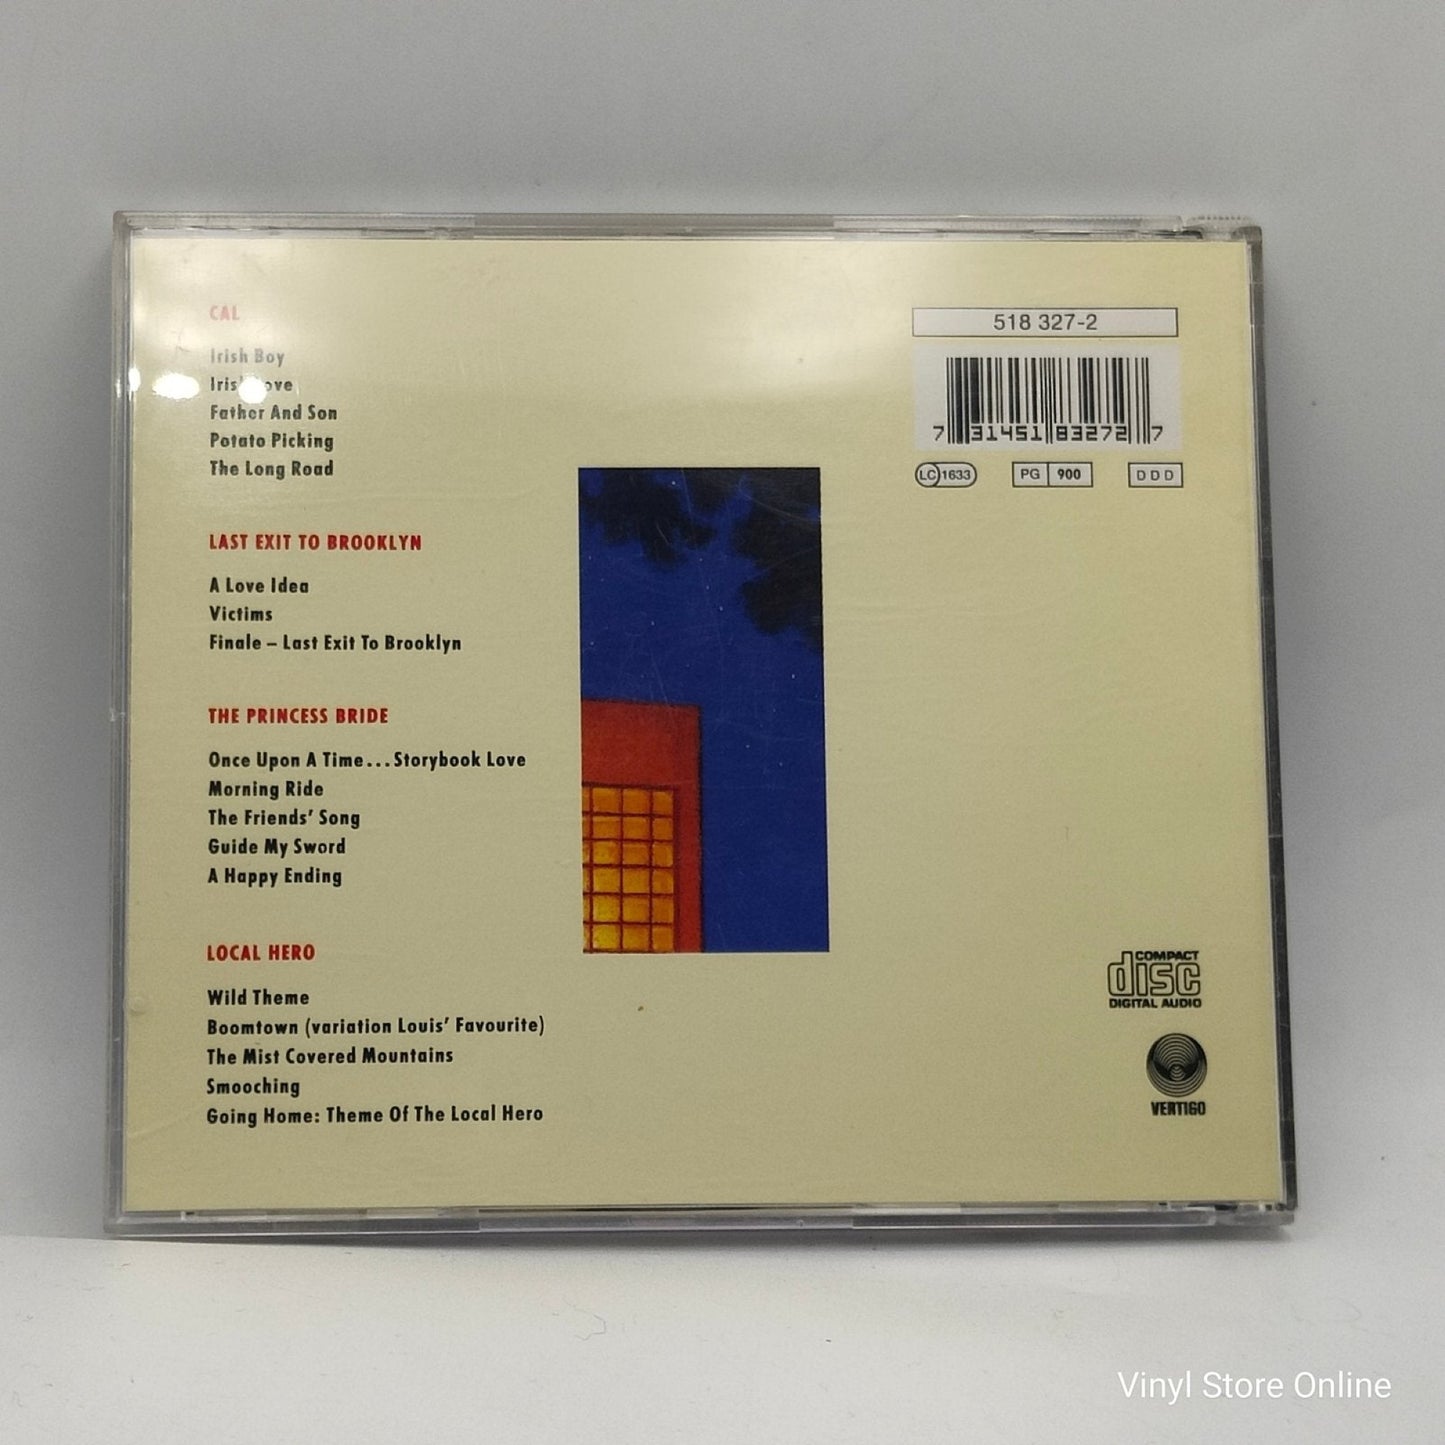 CAL
Irish Boy
Irish Love
Father And Son
Potato Picking
The Long Road
LAST EXIT TO BROOKLYN
A Love Idea
Victims
Finale – Last Exit To Brooklyn
THE PRINCESS BRIDE
Once Upon A Time...Storybook Love
Morning Ride
The Friends' Song
Guide My Sword
A Happy Ending
LOCAL HERO
Wild Theme
Boomtown (variation Louis' Favourite)
The Mist Covered Mountains
Smooching
Going Home: Theme Of The Local Hero
518 327-2
7 31451 83272 7
LC 1633 PG 900 DDD
COMPACT
disc
DIGITAL AUDIO
VERTIGO
Vinyl Store Online